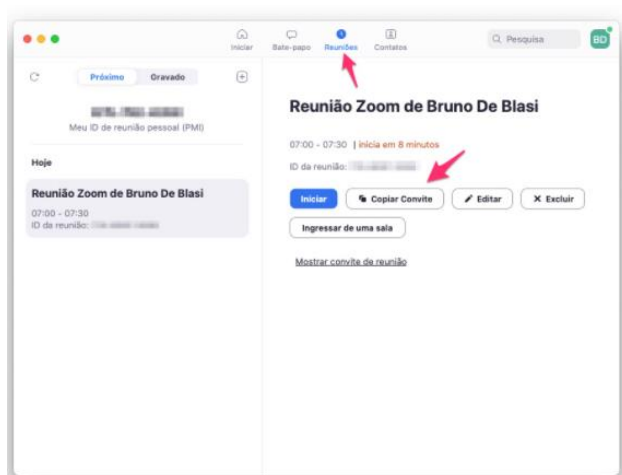 Iniciar
Bate-papo
Reuniões
Contatos
Pesquisa
BD
Próximo
Gravado
Meu ID de reunião pessoal (PMI)
Hoje
Reunião Zoom de Bruno De Blasi
07:00 - 07:30
ID da reunião:
Reunião Zoom de Bruno De Blasi
07:00 - 07:30 | inicia em 8 minutos
ID da reunião:
Iniciar
Copiar Convite
Editar
Excluir
Ingressar de uma sala
Mostrar convite de reunião